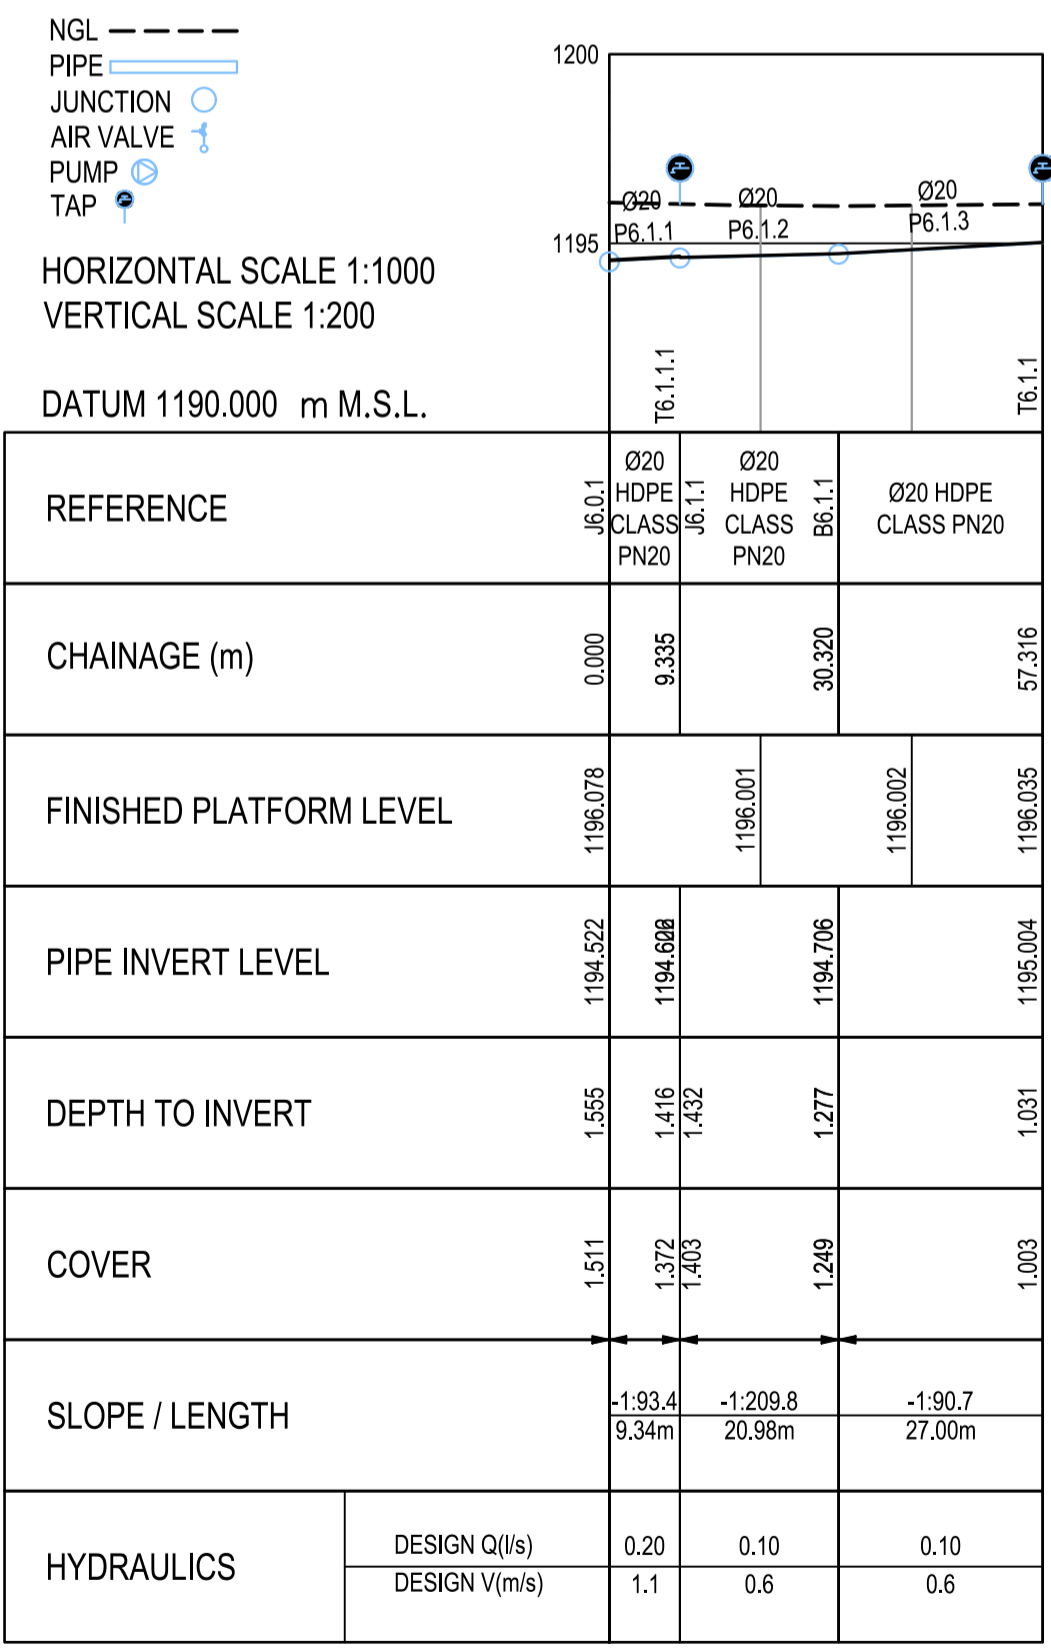 NGL
PIPE
JUNCTION
AIR VALVE
PUMP
TAP
HORIZONTAL SCALE 1:1000
VERTICAL SCALE 1:200
DATUM 1190.000 m M.S.L.
1200
1195
Ø20
P6.1.1
Ø20
P6.1.2
Ø20
P6.1.3
T6.1.1.1
T6.1.1
REFERENCE
J6.0.1
Ø20
HDPE
CLASS
PN20
J6.1.1
Ø20
HDPE
CLASS
PN20
B6.1.1
Ø20 HDPE
CLASS PN20
CHAINAGE (m)
0.000
9.335
30.320
57.316
FINISHED PLATFORM LEVEL
1196.078
1196.001
1196.002
1196.035
PIPE INVERT LEVEL
1194.522
1194.706
1195.004
DEPTH TO INVERT
1.555
1.416
1.432
1.277
1.031
COVER
1.511
1.372
1.403
1.249
1.003
SLOPE / LENGTH
-1:93.4
9.34m
-1:209.8
20.98m
-1:90.7
27.00m
HYDRAULICS
DESIGN Q(l/s)
0.20
0.10
0.10
DESIGN V(m/s)
1.1
0.6
0.6